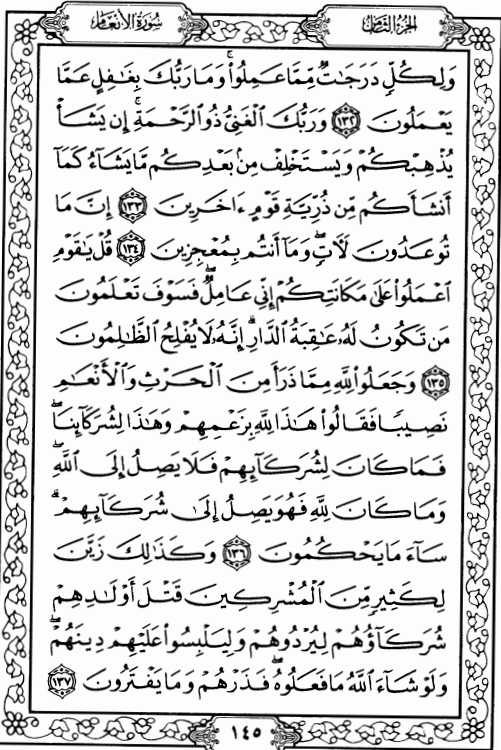 الجزء الثامن
سورة الأنعام
وَلِكُلٍّ دَرَجَٰتٌ مِّمَّا عَمِلُوا۟ۚ وَمَا رَبُّكَ بِغَٰفِلٍ عَمَّا
يَعْمَلُونَ ١٣٢ وَرَبُّكَ ٱلْغَنِىُّ ذُو ٱلرَّحْمَةِۚ إِن يَشَأْ
يُذْهِبْكُمْ وَيَسْتَخْلِفْ مِنۢ بَعْدِكُم مَّا يَشَآءُ كَمَآ
أَنشَأَكُم مِّن ذُرِّيَّةِ قَوْمٍ ءَاخَرِينَ ١٣٣ إِنَّ مَا
تُوعَدُونَ لَءَاتٍۖ وَمَآ أَنتُم بِمُعْجِزِينَ ١٣٤ قُلْ يَٰقَوْمِ
ٱعْمَلُوا۟ عَلَىٰ مَكَانَتِكُمْ إِنِّى عَامِلٌۖ فَسَوْفَ تَعْلَمُونَ
مَن تَكُونُ لَهُۥ عَٰقِبَةُ ٱلدَّارِۗ إِنَّهُۥ لَا يُفْلِحُ ٱلظَّٰلِمُونَ
١٣٥ وَجَعَلُوا۟ لِلَّهِ مِمَّا ذَرَأَ مِنَ ٱلْحَرْثِ وَٱلْأَنْعَٰمِ
نَصِيبًا فَقَالُوا۟ هَٰذَا لِلَّهِ بِزَعْمِهِمْ وَهَٰذَا لِشُرَكَآئِنَاۖ
فَمَا كَانَ لِشُرَكَآئِهِمْ فَلَا يَصِلُ إِلَى ٱللَّهِۖ
وَمَا كَانَ لِلَّهِ فَهُوَ يَصِلُ إِلَىٰ شُرَكَآئِهِمْۗ
سَآءَ مَا يَحْكُمُونَ ١٣٦ وَكَذَٰلِكَ زَيَّنَ
لِكَثِيرٍ مِّنَ ٱلْمُشْرِكِينَ قَتْلَ أَوْلَٰدِهِمْ
شُرَكَآؤُهُمْ لِيُرْدُوهُمْ وَلِيَلْبِسُوا۟ عَلَيْهِمْ دِينَهُمْۖ
وَلَوْ شَآءَ ٱللَّهُ مَا فَعَلُوهُۖ فَذَرْهُمْ وَمَا يَفْتَرُونَ ١٣٧
١٤٥